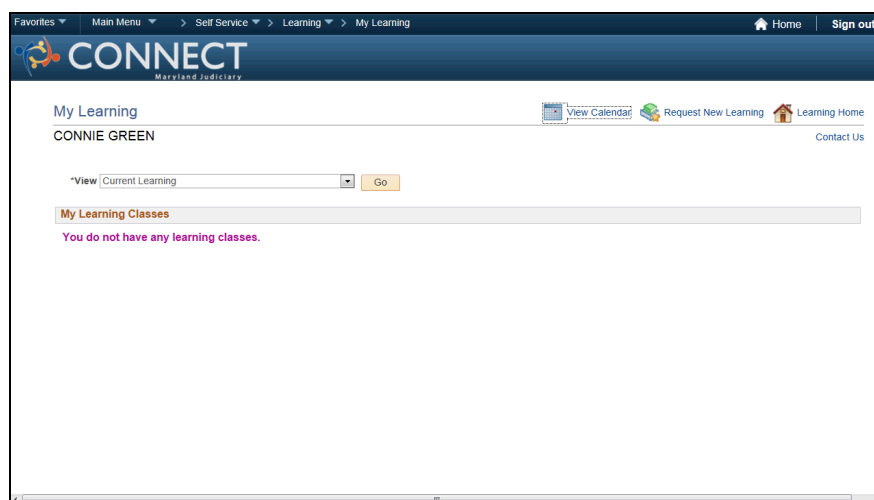 Favorites Main Menu > Self Service > Learning > My Learning Home Sign out
CONNECT
Maryland Judiciary
My Learning View Calendar Request New Learning Learning Home
CONNIE GREEN Contact Us
*View Current Learning Go
My Learning Classes
You do not have any learning classes.